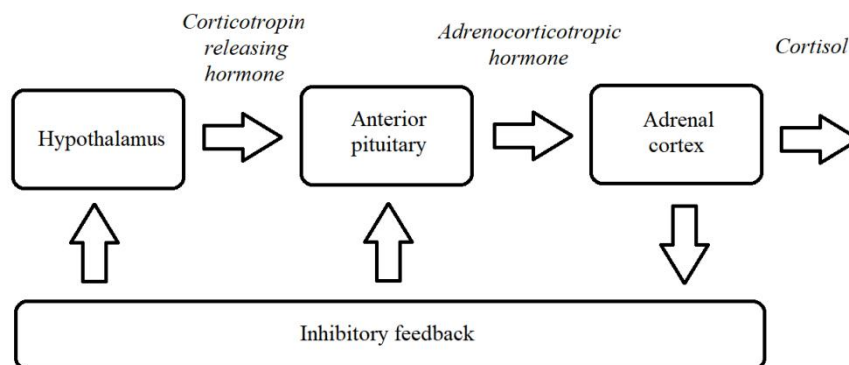 Corticotropin
releasing
hormone
Adrenocorticotropic
hormone
Cortisol
Hypothalamus
Anterior
pituitary
Adrenal
cortex
Inhibitory feedback